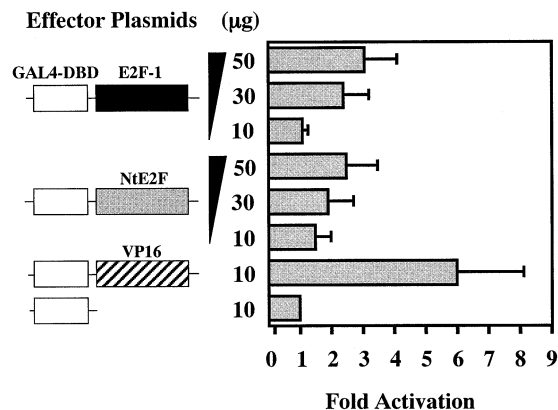 Effector Plasmids (μg)
GAL4-DBD E2F-1
50
30
10
NtE2F
50
30
10
VP16
10
10
0 1 2 3 4 5 6 7 8 9
Fold Activation